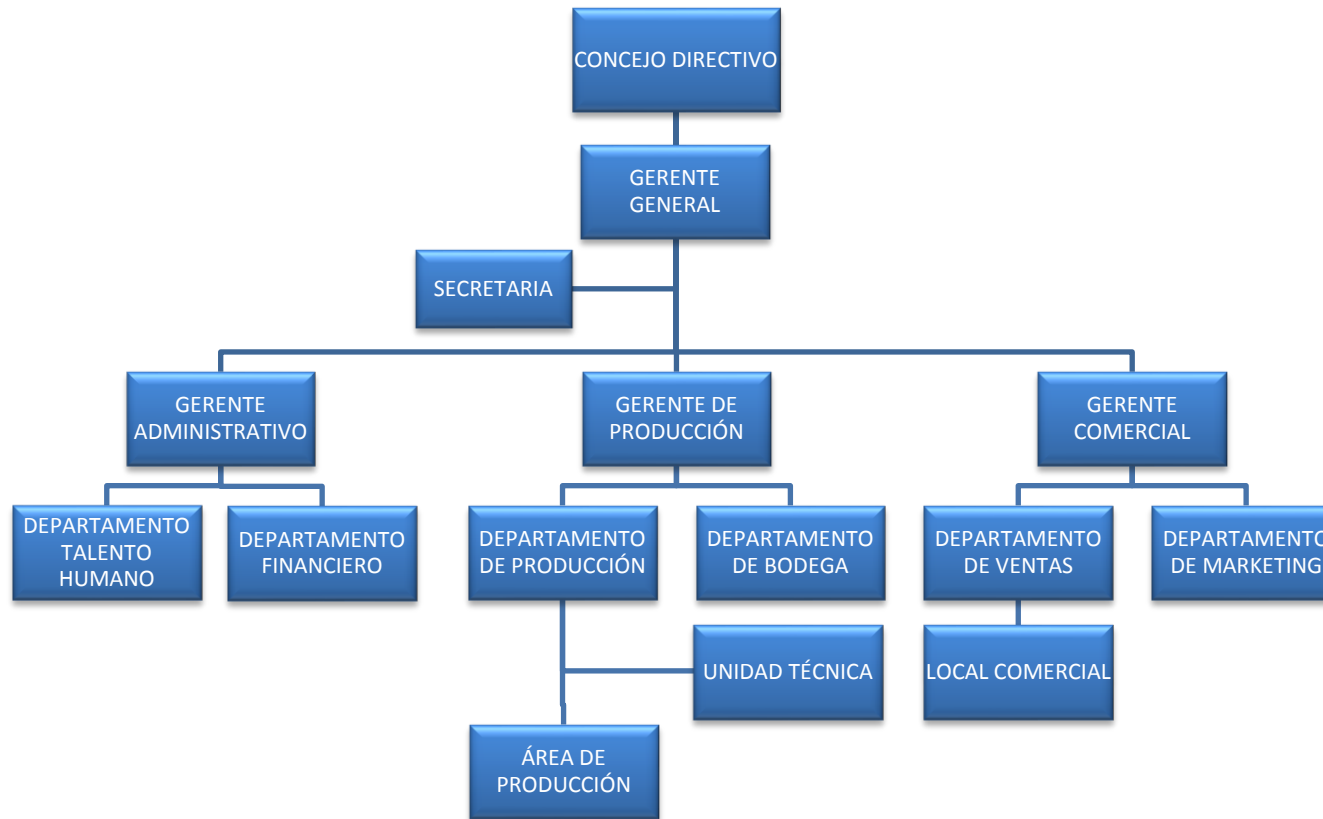 CONCEJO DIRECTIVO
GERENTE
GENERAL
SECRETARIA
GERENTE
ADMINISTRATIVO
GERENTE DE
PRODUCCIÓN
GERENTE
COMERCIAL
DEPARTAMENTO
TALENTO
HUMANO
DEPARTAMENTO
FINANCIERO
DEPARTAMENTO
DE PRODUCCIÓN
DEPARTAMENTO
DE BODEGA
DEPARTAMENTO
DE VENTAS
DEPARTAMENTO
DE MARKETING
UNIDAD TÉCNICA
LOCAL COMERCIAL
ÁREA DE
PRODUCCIÓN